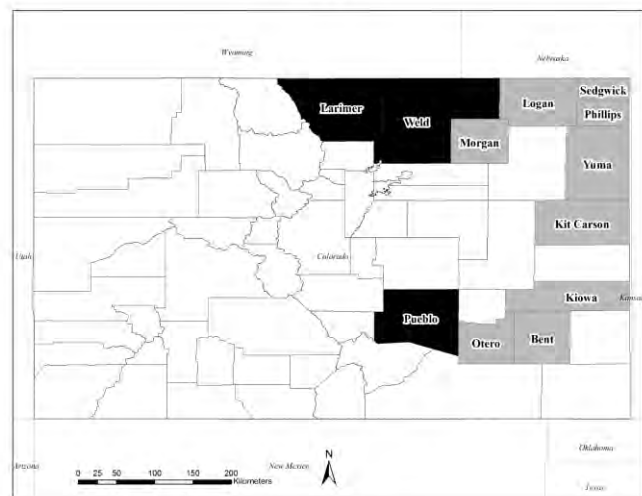 Wyoming
Nebraska
Sedgwick
Larimer
Logan
Phillips
Weld
Morgan
Yuma
Kit Carson
Utah
Colorado
Kiowa
Kansas
Pueblo
Otero
Bent
Oklahoma
Arizona
New Mexico
N
0 25 50 100 150 200
Kilometers
Texas